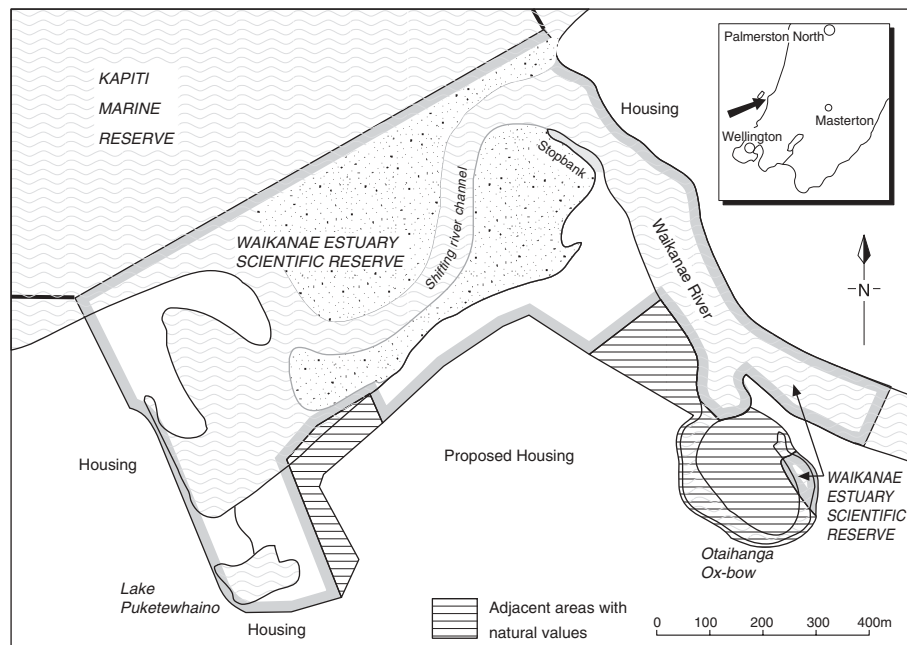 KAPITI
MARINE
RESERVE
Housing
Palmerston North
Masterton
Wellington
Stopbank
Shifting river channel
WAIKANAE ESTUARY
SCIENTIFIC RESERVE
Waikanae River
N
Housing
Proposed Housing
WAIKANAE
ESTUARY
SCIENTIFIC
RESERVE
Otaihanga
Ox-bow
Lake
Puketewhaino
Housing
Adjacent areas with
natural values
0 100 200 300 400m